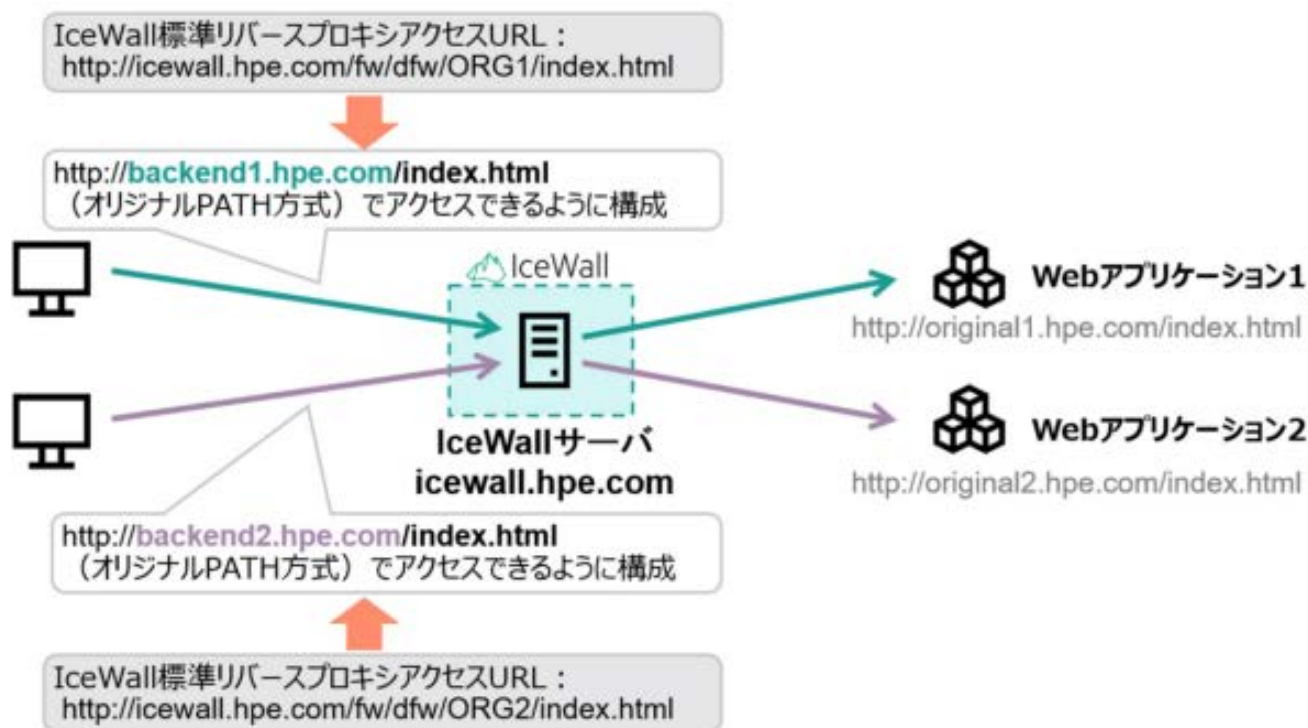 IceWall標準リバースプロキシアクセスURL：
http://icewall.hpe.com/fw/dfw/ORG1/index.html
http://backend1.hpe.com/index.html
（オリジナルPATH方式）でアクセスできるように構成
IceWall
Webアプリケーション1
http://original1.hpe.com/index.html
IceWallサーバ
icewall.hpe.com
Webアプリケーション2
http://original2.hpe.com/index.html
http://backend2.hpe.com/index.html
（オリジナルPATH方式）でアクセスできるように構成
IceWall標準リバースプロキシアクセスURL：
http://icewall.hpe.com/fw/dfw/ORG2/index.html